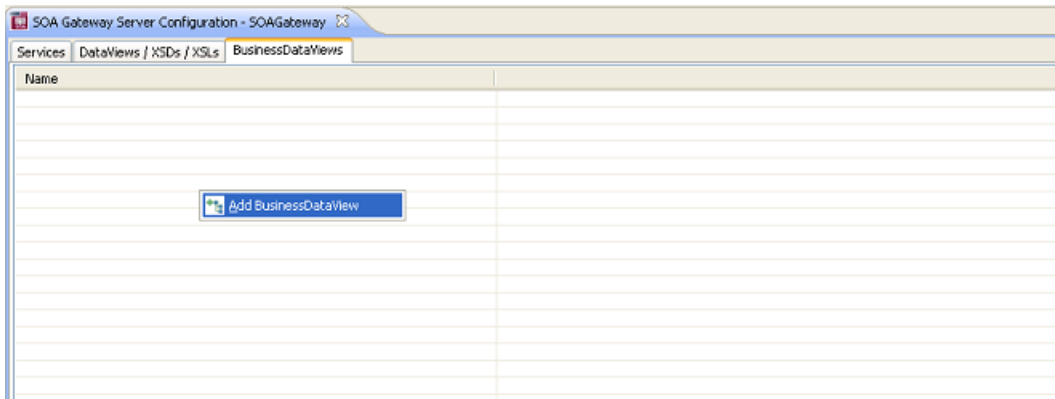 SOA Gateway Server Configuration - SOAGateway
Services DataViews / XSDs / XSLs BusinessDataViews
Name
Add BusinessDataView